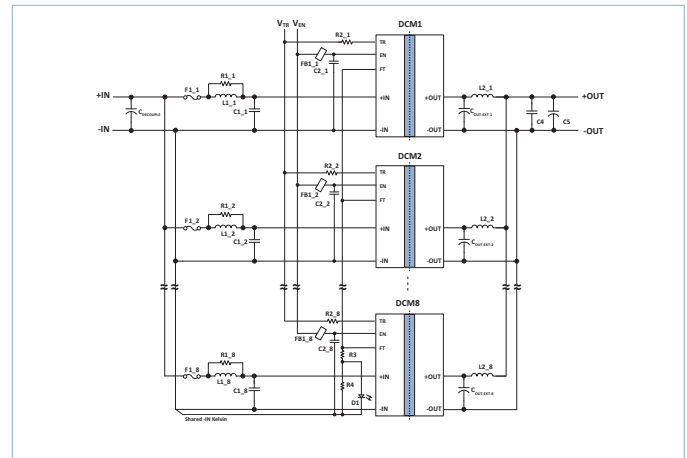 VTR VEN
DCM1
R2_1
TR
EN
FB1_1
C2_1
FT
R1_1
F1_1
+IN
L1_1
C1_1
+IN
+OUT
L2_1
+OUT
CDECOUPLE
COUT-EXT-1
C4
C5
-IN
-IN
-OUT
-OUT
DCM2
R2_2
TR
EN
FB1_2
C2_2
FT
R1_2
F1_2
L1_2
C1_2
+IN
+OUT
L2_2
COUT-EXT-2
-IN
-OUT
DCM8
R2_8
TR
EN
FB1_8
C2_8
FT
R3
R1_8
F1_8
L1_8
C1_8
+IN
+OUT
L2_8
R4
D1
COUT-EXT-8
-IN
-OUT
Shared -IN Kelvin